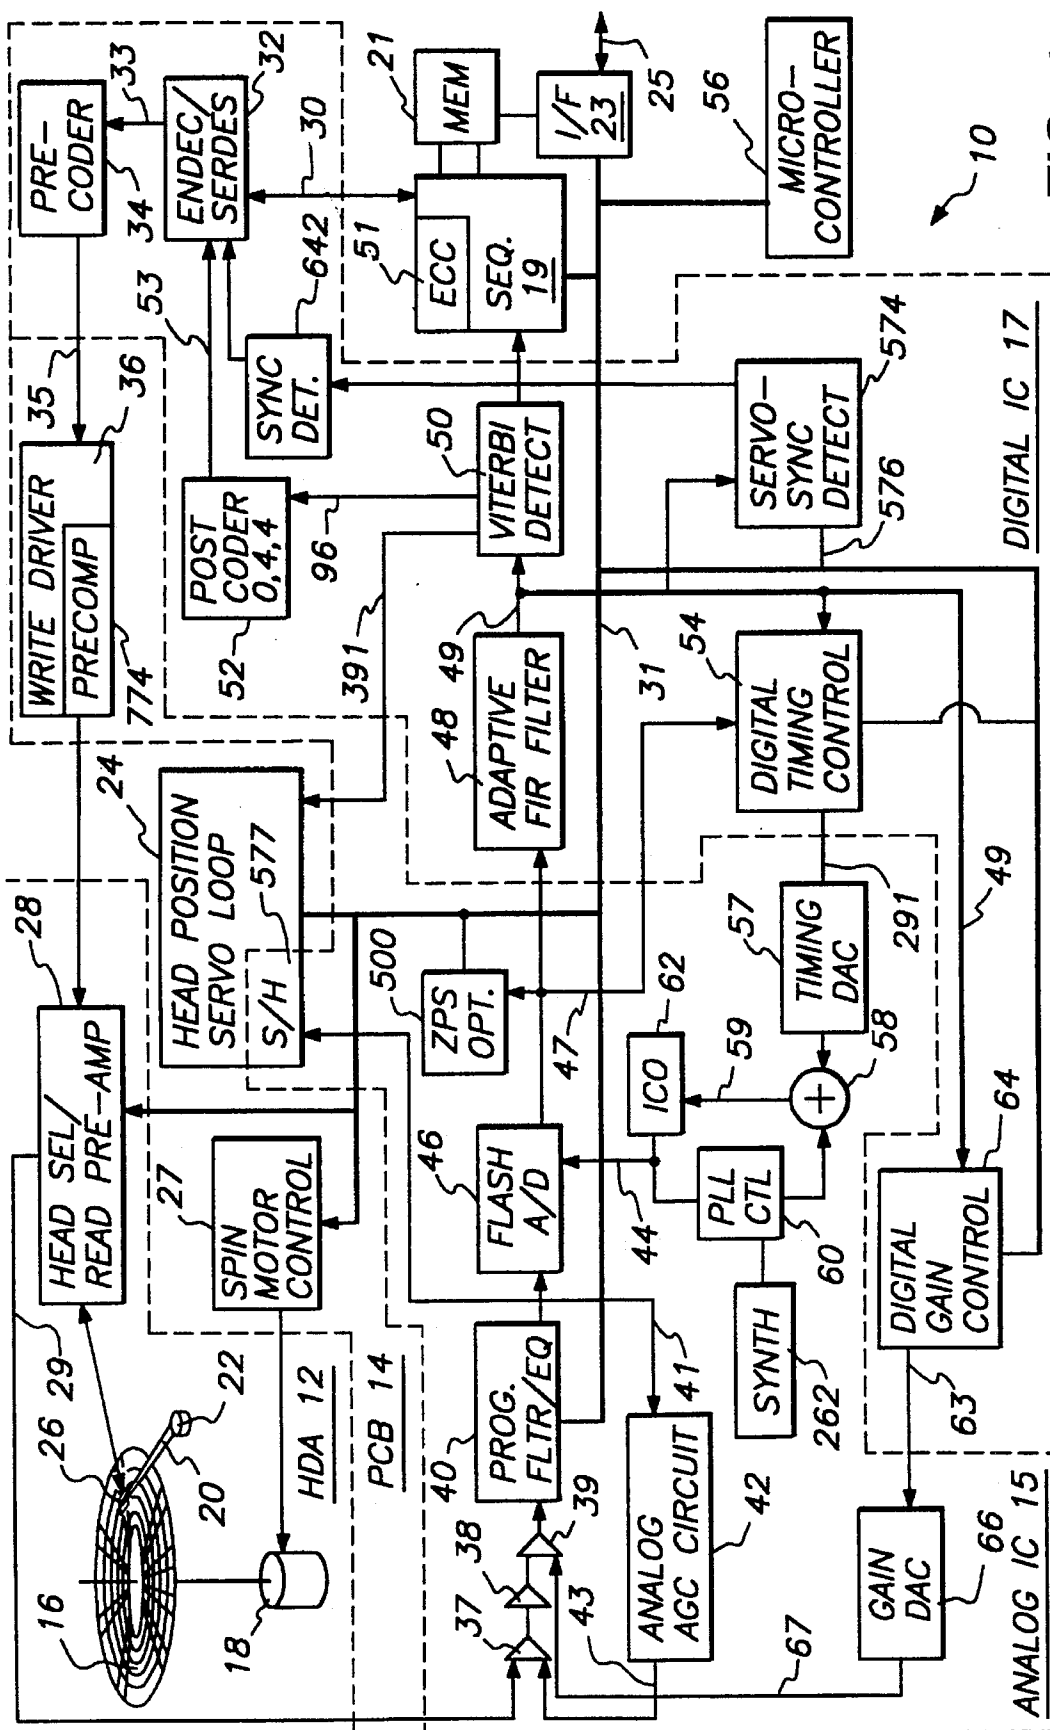 16
26
29
28
HEAD SEL/
READ PRE-AMP
22
20
18
27
SPIN
MOTOR
CONTROL
HDA 12
PCB 14
24
HEAD POSITION
SERVO LOOP
S/H
577
WRITE DRIVER
PRECOMP
774
36
35
PRE-
CODER
34
33
ENDEC/
SERDES
32
30
53
POST
CODER
0,4,4
52
SYNC
DET.
642
96
391
37
38
39
40
PROG.
FLTR/EQ
46
FLASH
A/D
500
ZPS
OPT.
47
48
ADAPTIVE
FIR FILTER
49
VITERBI
DETECT
50
51
ECC
SEQ.
19
MEM
21
I/F
23
25
31
43
ANALOG
AGC CIRCUIT
42
41
44
ICO
62
59
PLL
CTL
60
SYNTH
262
58
57
TIMING
DAC
291
54
DIGITAL
TIMING
CONTROL
SERVO-
SYNC
DETECT
574
576
56
MICRO-
CONTROLLER
67
GAIN
DAC
66
63
DIGITAL
GAIN
CONTROL
64
49
ANALOG IC 15
DIGITAL IC 17
10